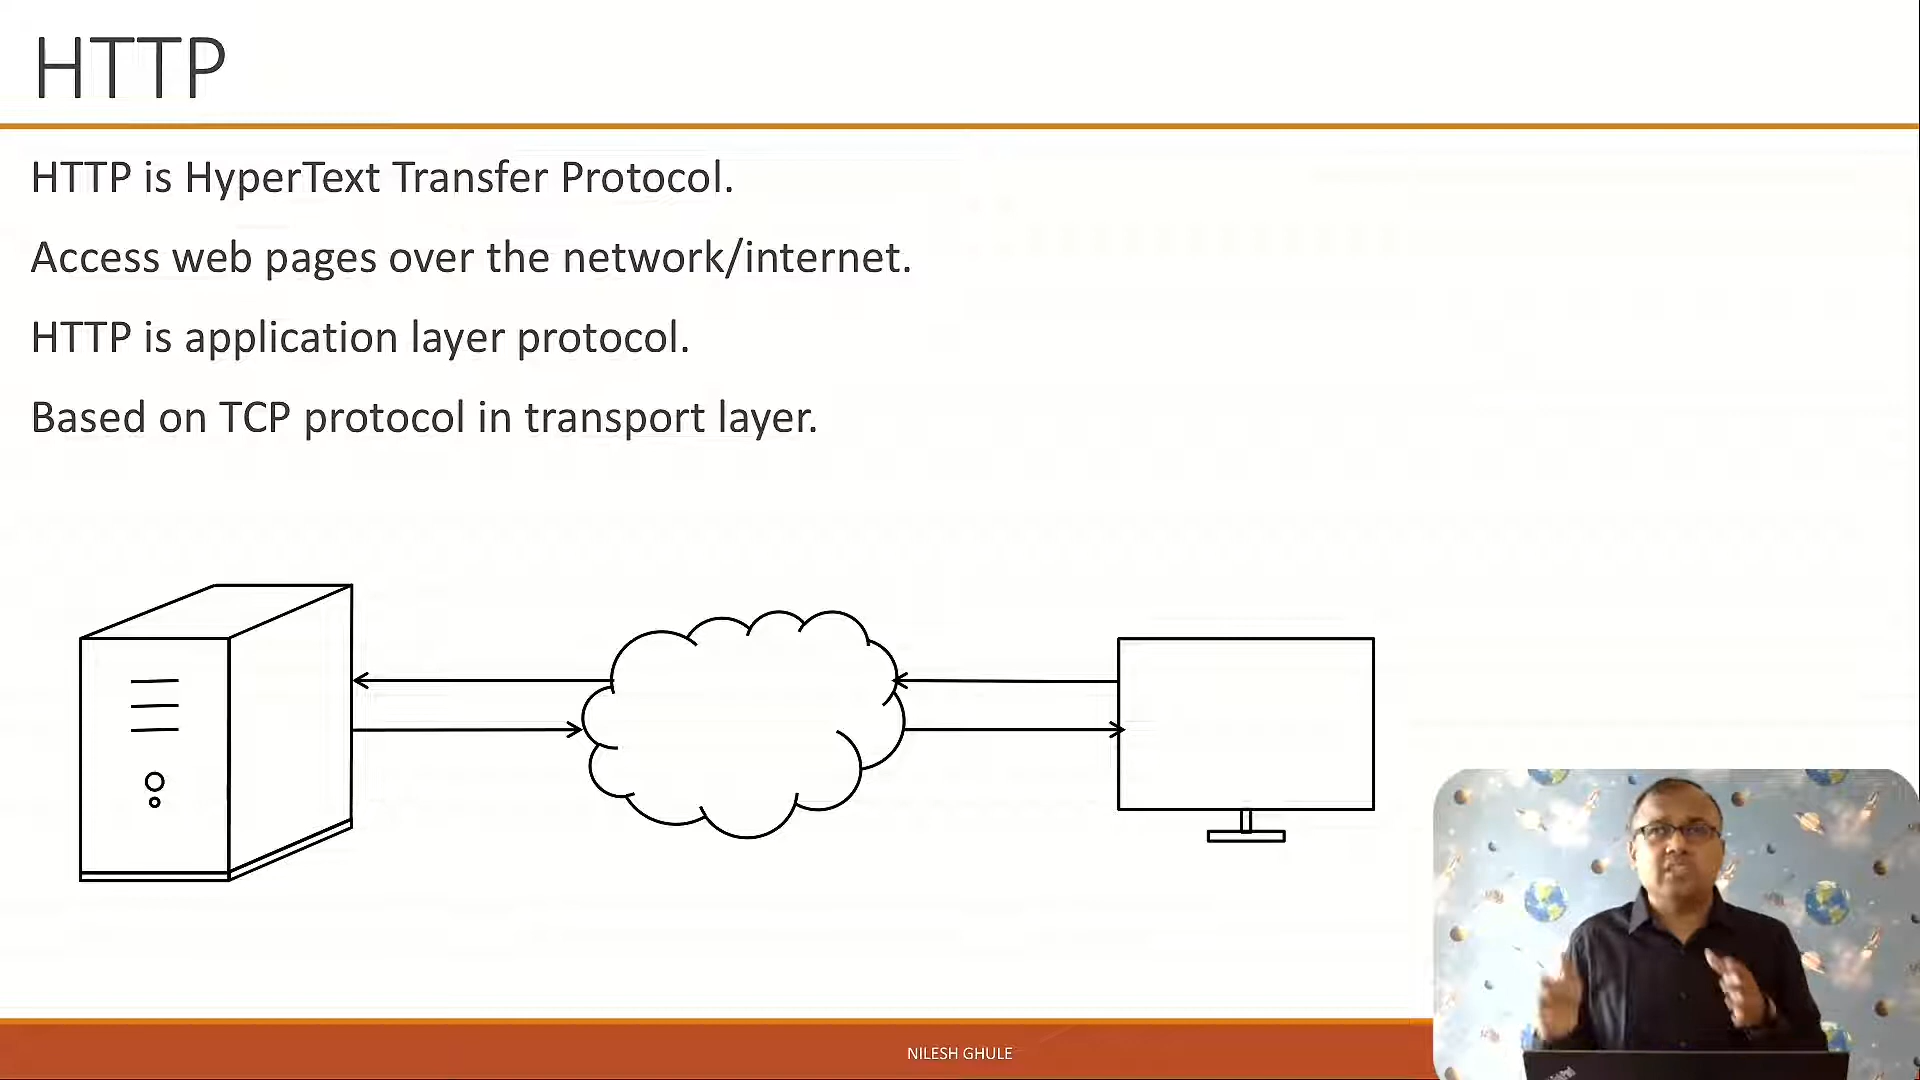 HTTP
HTTP is HyperText Transfer Protocol.
Access web pages over the network/internet.
HTTP is application layer protocol.
Based on TCP protocol in transport layer.
NILESH GHULE